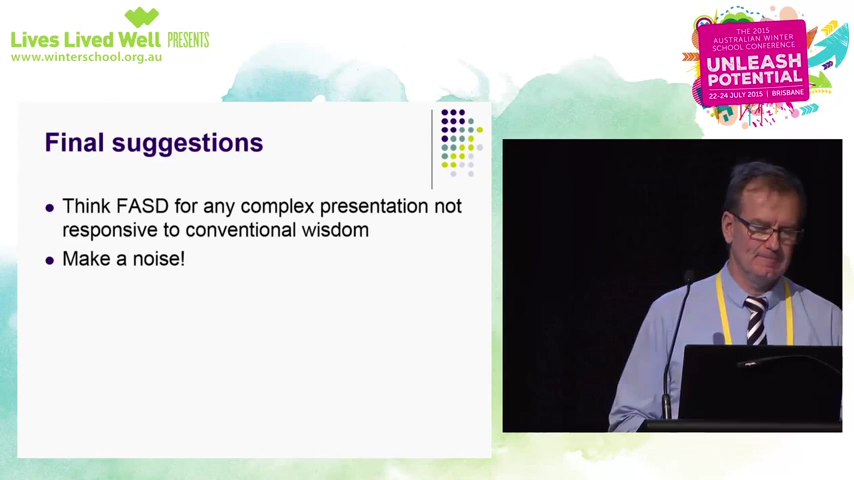 Lives Lived Well PRESENTS
www.winterschool.org.au
THE 2015
AUSTRALIAN WINTER
SCHOOL CONFERENCE
UNLEASH
POTENTIAL
22-24 JULY 2015 | BRISBANE
Final suggestions
Think FASD for any complex presentation not
responsive to conventional wisdom
Make a noise!